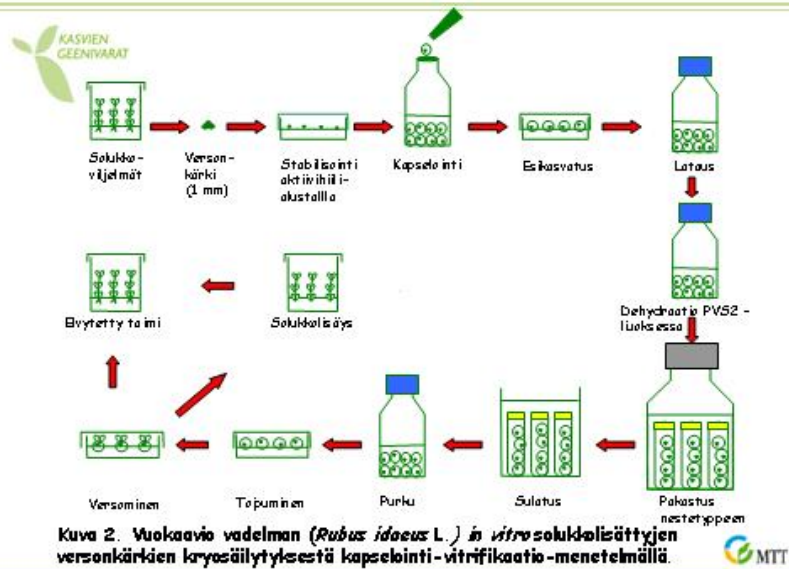 KASVIEN
GEENIVARAT
Solukko-
viljelmät
Verson-
kärki
(1 mm)
Stabilisointi
aktiivihiili-
alustallla
Kapselointi
Esikasvatus
Lataus
Dehydraatio PVS2 -
liuoksessa
Elvytetty taimi
Solukkolisäys
Versominen
Toipuminen
Purku
Sulatus
Pakastus
nestetyppeen
Kuva 2. Vuokaavio vadelman (Rubus idaeus L.) in vitro solukkolisättyjen
versonkärkien kryosäilytyksestä kapselointi-vitrifikaatio-menetelmällä.
MTT